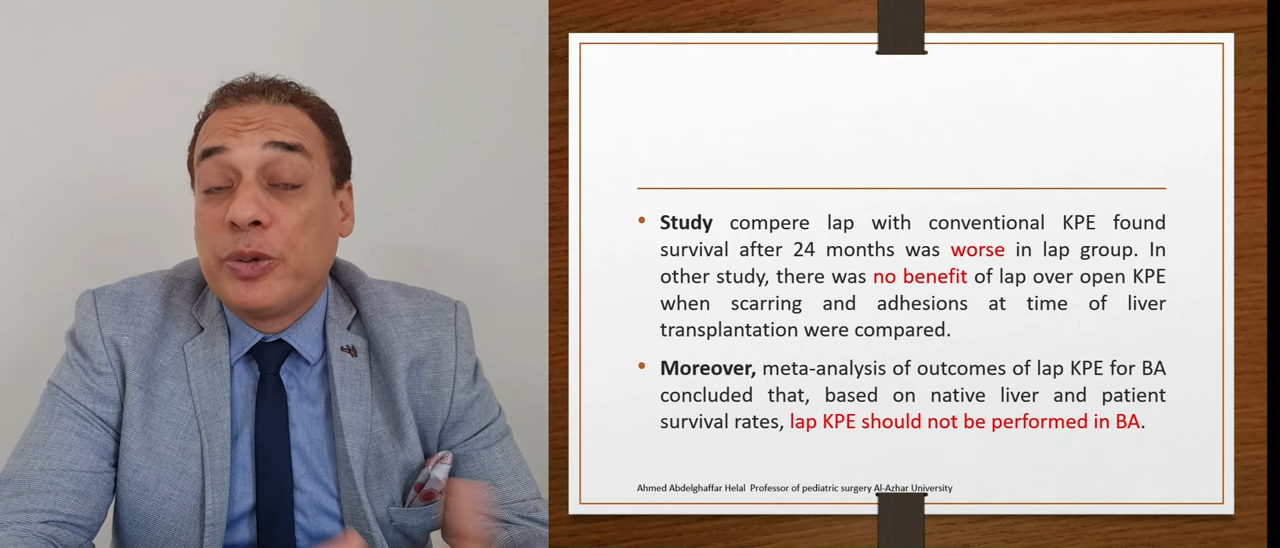 Study compere lap with conventional KPE found
survival after 24 months was worse in lap group. In
other study, there was no benefit of lap over open KPE
when scarring and adhesions at time of liver
transplantation were compared.
Moreover, meta-analysis of outcomes of lap KPE for BA
concluded that, based on native liver and patient
survival rates, lap KPE should not be performed in BA.
Ahmed Abdelghaffar Helal Professor of pediatric surgery Al-Azhar University